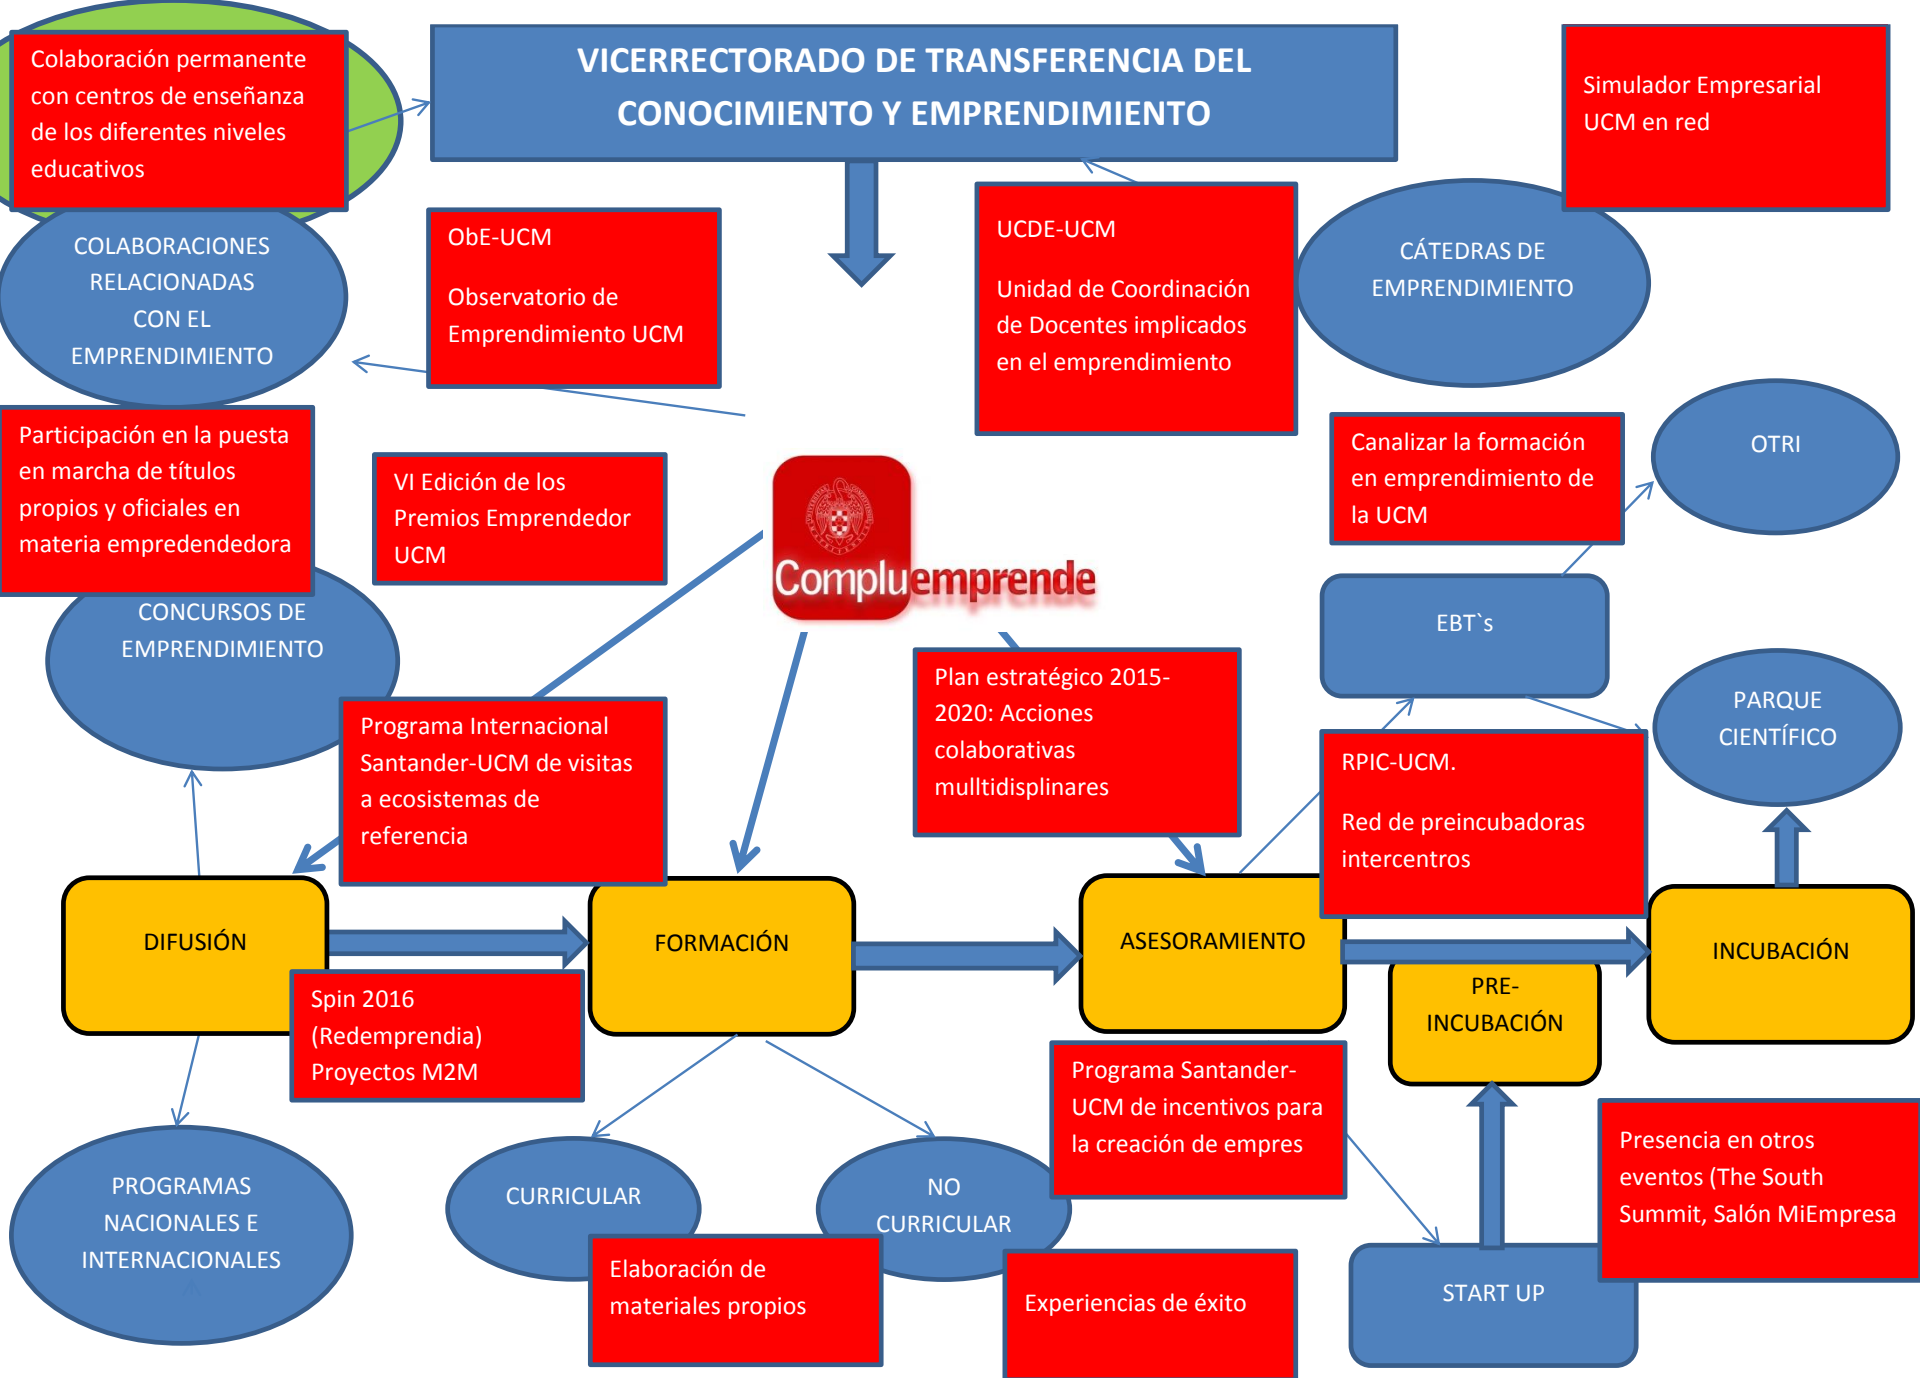 Colaboración permanente
con centros de enseñanza
de los diferentes niveles
educativos
VICERRECTORADO DE TRANSFERENCIA DEL
CONOCIMIENTO Y EMPRENDIMIENTO
Simulador Empresarial
UCM en red
COLABORACIONES
RELACIONADAS
CON EL
EMPRENDIMIENTO
ObE-UCM
Observatorio de
Emprendimiento UCM
UCDE-UCM
Unidad de Coordinación
de Docentes implicados
en el emprendimiento
CÁTEDRAS DE
EMPRENDIMIENTO
Participación en la puesta
en marcha de títulos
propios y oficiales en
materia empredendedora
VI Edición de los
Premios Emprendedor
UCM
Compluemprende
Canalizar la formación
en emprendimiento de
la UCM
OTRI
CONCURSOS DE
EMPRENDIMIENTO
EBT`s
Programa Internacional
Santander-UCM de visitas
a ecosistemas de
referencia
Plan estratégico 2015-
2020: Acciones
colaborativas
mulltidisplinares
RPIC-UCM.
Red de preincubadoras
intercentros
PARQUE
CIENTÍFICO
DIFUSIÓN
FORMACIÓN
ASESORAMIENTO
PRE-
INCUBACIÓN
INCUBACIÓN
Spin 2016
(Redemprendia)
Proyectos M2M
Programa Santander-
UCM de incentivos para
la creación de empres
Presencia en otros
eventos (The South
Summit, Salón MiEmpresa
PROGRAMAS
NACIONALES E
INTERNACIONALES
CURRICULAR
NO
CURRICULAR
Elaboración de
materiales propios
Experiencias de éxito
START UP